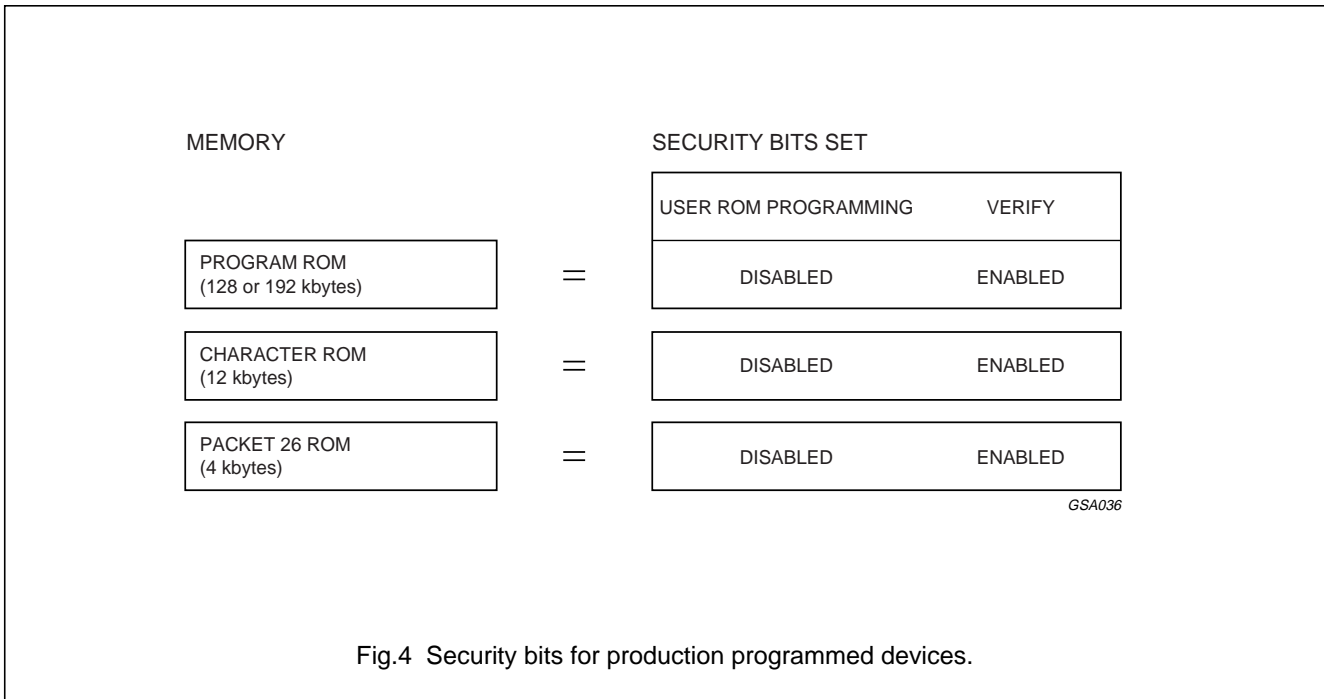 MEMORY SECURITY BITS SET
USER ROM PROGRAMMING VERIFY
PROGRAM ROM
(128 or 192 kbytes)
= DISABLED ENABLED
CHARACTER ROM
(12 kbytes)
= DISABLED ENABLED
PACKET 26 ROM
(4 kbytes)
= DISABLED ENABLED
GSA036
Fig.4 Security bits for production programmed devices.